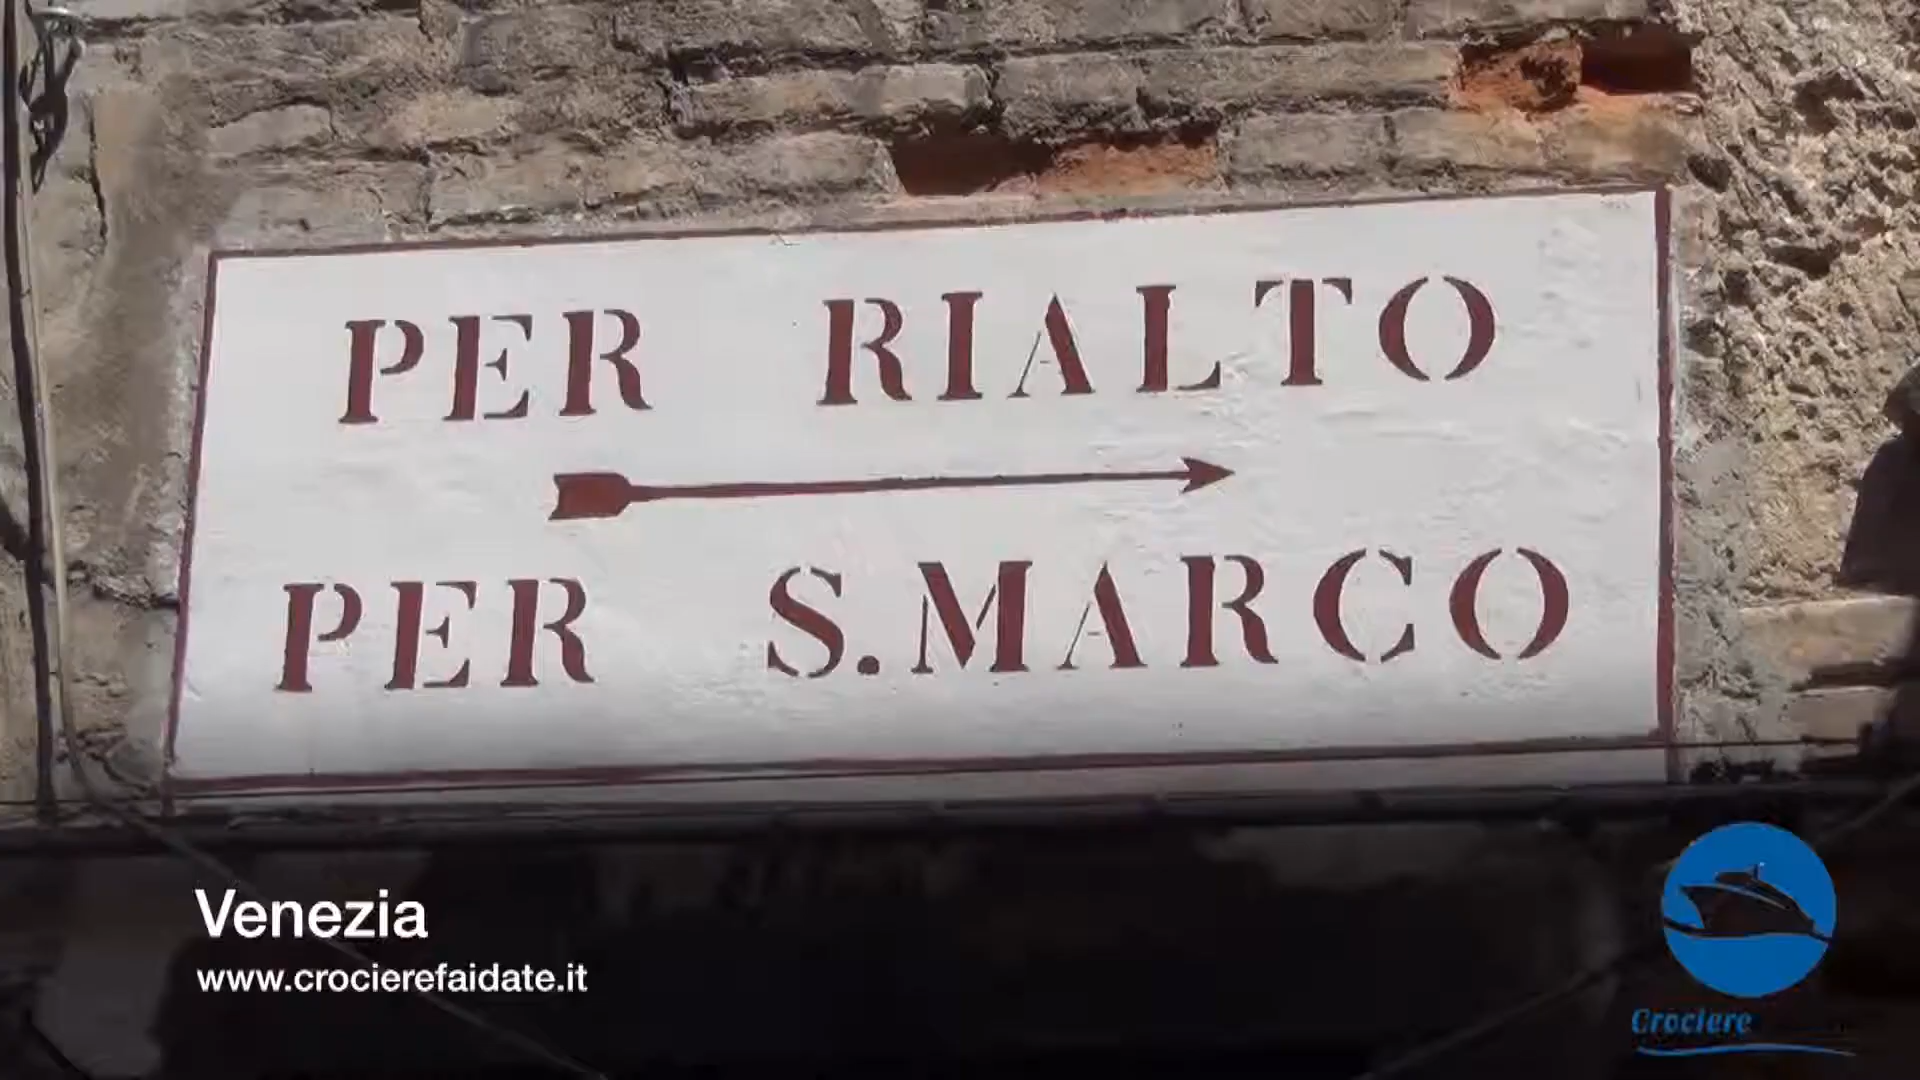 PER RIALTO
PER S.MARCO
Venezia
www.crocierefaidate.it
Crociere